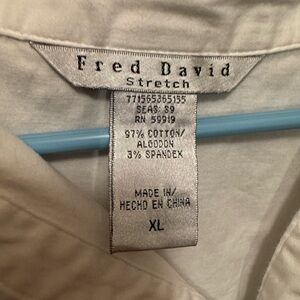 Fred David
Stretch
771565365155
SEAS: S9
RN 59919
97% COTTON/
ALGODON
3% SPANDEX
MADE IN/
HECHO EN CHINA
XL